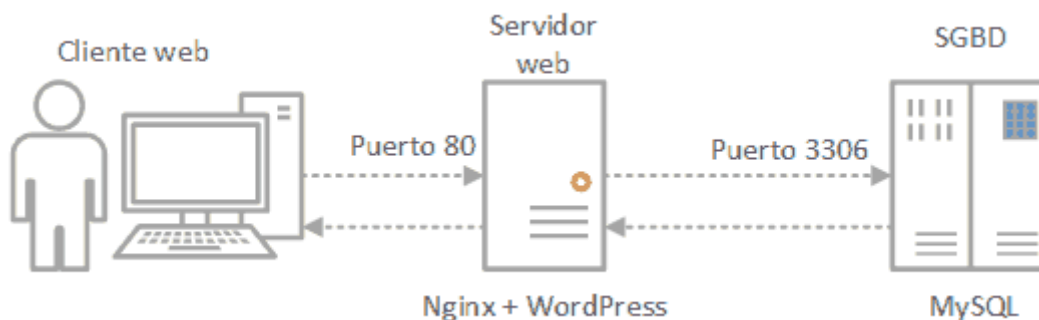 Cliente web
Servidor
web
SGBD
Puerto 80
Puerto 3306
Nginx + WordPress
MySQL